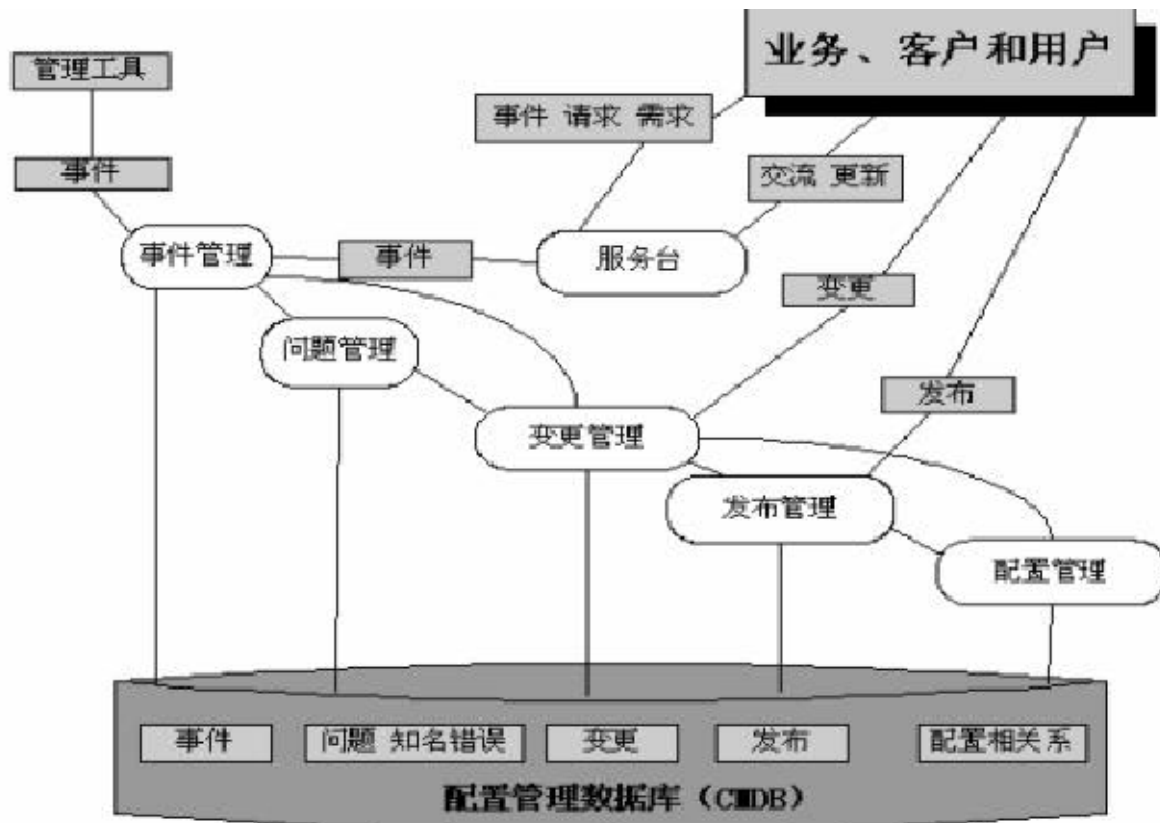 业务、客户和用户
管理工具
事件 请求 需求
事件
交流 更新
事件管理
事件
服务台
变更
问题管理
发布
变更管理
发布管理
配置管理
事件
问题 知名错误
变更
发布
配置相关系
配置管理数据库（CMDB）